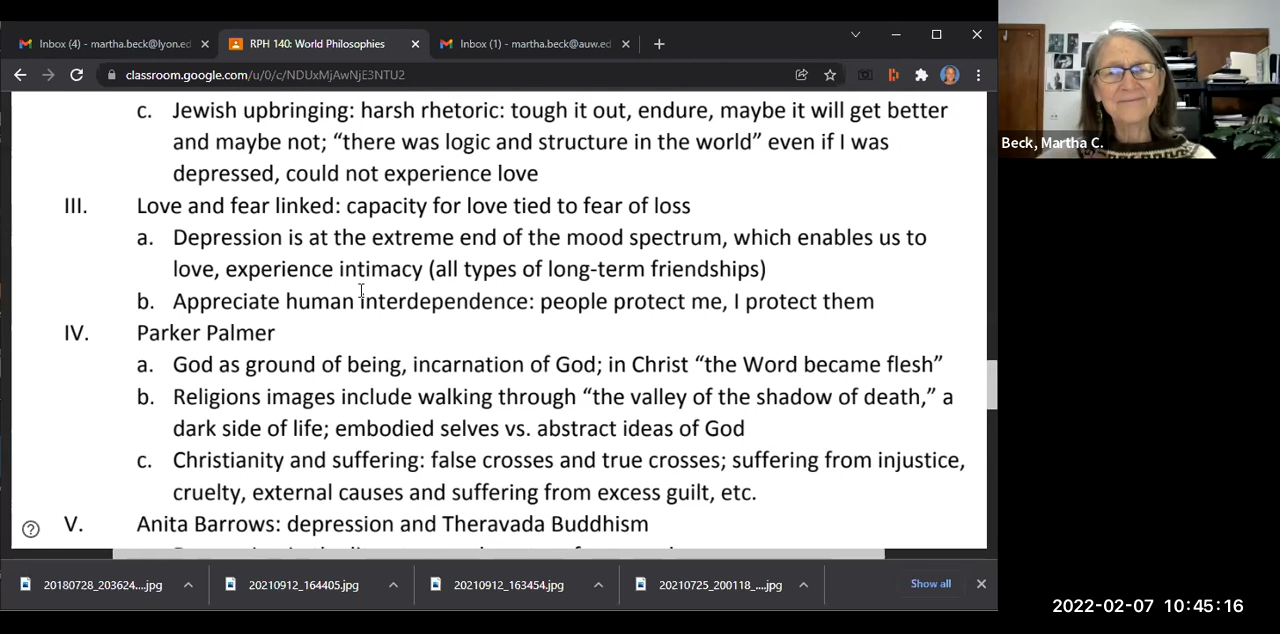 Inbox (4) - martha.beck@lyon.ed
RPH 140: World Philosophies
Inbox (1) - martha.beck@auw.ed
classroom.google.com/u/0/c/NDUxMjAwNjE3NTU2
c. Jewish upbringing: harsh rhetoric: tough it out, endure, maybe it will get better
and maybe not; “there was logic and structure in the world” even if I was
depressed, could not experience love
III. Love and fear linked: capacity for love tied to fear of loss
a. Depression is at the extreme end of the mood spectrum, which enables us to
love, experience intimacy (all types of long-term friendships)
b. Appreciate human interdependence: people protect me, I protect them
IV. Parker Palmer
a. God as ground of being, incarnation of God; in Christ “the Word became flesh”
b. Religions images include walking through “the valley of the shadow of death,” a
dark side of life; embodied selves vs. abstract ideas of God
c. Christianity and suffering: false crosses and true crosses; suffering from injustice,
cruelty, external causes and suffering from excess guilt, etc.
V. Anita Barrows: depression and Theravada Buddhism
20180728_203624....jpg
20210912_164405.jpg
20210912_163454.jpg
20210725_200118_....jpg
Show all
Beck, Martha C.
2022-02-07 10:45:16